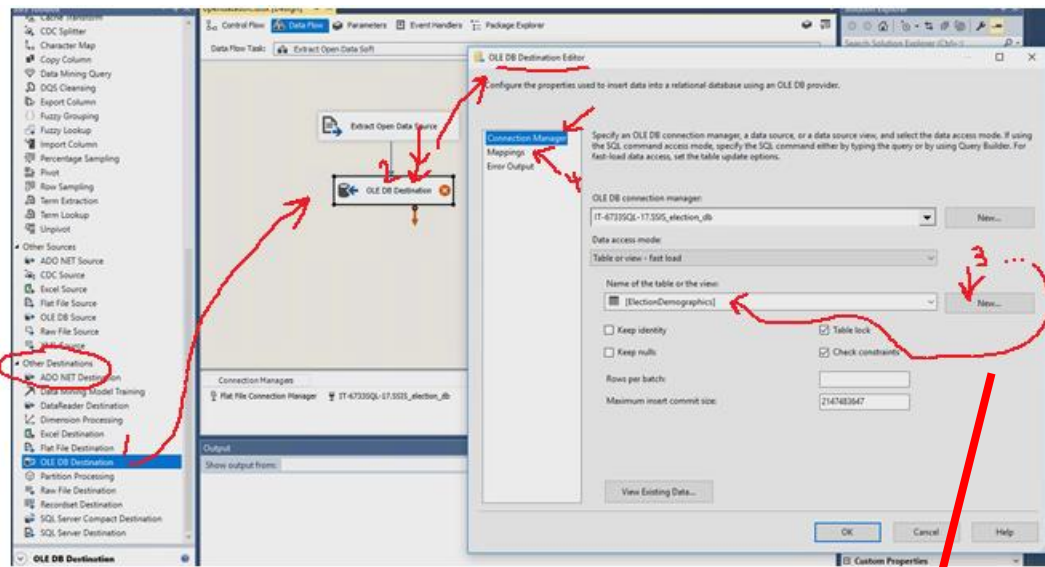 Cache Transform
CDC Splitter
Character Map
Copy Column
Data Mining Query
DQS Cleansing
Export Column
Fuzzy Grouping
Fuzzy Lookup
Import Column
Percentage Sampling
Pivot
Row Sampling
Term Extraction
Term Lookup
Unpivot
Other Sources
ADO NET Source
CDC Source
Excel Source
Flat File Source
OLE DB Source
Raw File Source
XML Source
Other Destinations
ADO NET Destination
Data Mining Model Training
DataReader Destination
Dimension Processing
Excel Destination
Flat File Destination
OLE DB Destination
Partition Processing
Raw File Destination
Recordset Destination
SQL Server Compact Destination
SQL Server Destination
OLE DB Destination
1
Control Flow Data Flow Parameters Event Handlers Package Explorer
Data Flow Task: Extract Open Data Soft
Extract Open Data Source
2
OLE DB Destination
Connection Managers
Flat File Connection Manager IT-6733SQL-17.SSIS_election_db
Output
Show output from:
Search Solution Explorer (Ctrl+;)
OLE DB Destination Editor
Configure the properties used to insert data into a relational database using an OLE DB provider.
Connection Manager
Mappings
Error Output
4
Specify an OLE DB connection manager, a data source, or a data source view, and select the data access mode. If using
the SQL command access mode, specify the SQL command either by typing the query or by using Query Builder. For
fast-load data access, set the table update options.
OLE DB connection manager:
IT-6733SQL-17.SSIS_election_db New...
Data access mode:
Table or view - fast load
3 ...
Name of the table or the view:
[ElectionDemographics] New...
Keep identity Table lock
Keep nulls Check constraints
Rows per batch:
Maximum insert commit size: 2147483647
View Existing Data...
OK Cancel Help
Custom Properties